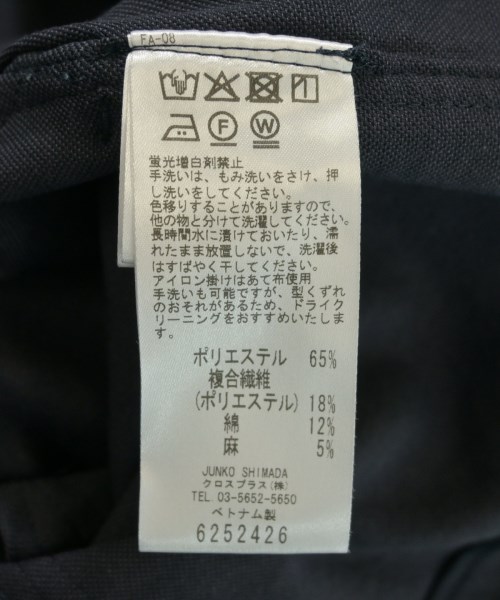 FA-08
F
W
蛍光増白剤禁止
手洗いは、もみ洗いをさけ、押
し洗いをしてください。
色移りすることがありますので、
他の物と分けて洗濯してください。
長時間水に漬けておいたり、濡
れたまま放置しないで、洗濯後
はすばやく干してください。
アイロン掛けはあて布使用
手洗いも可能ですが、型くずれ
のおそれがあるため、ドライク
リーニングをおすすめいたしま
す。
ポリエステル 65%
複合繊維
(ポリエステル) 18%
綿 12%
麻 5%
JUNKO SHIMADA
クロスプラス(株)
TEL.03-5652-5650
ベトナム製
6252426